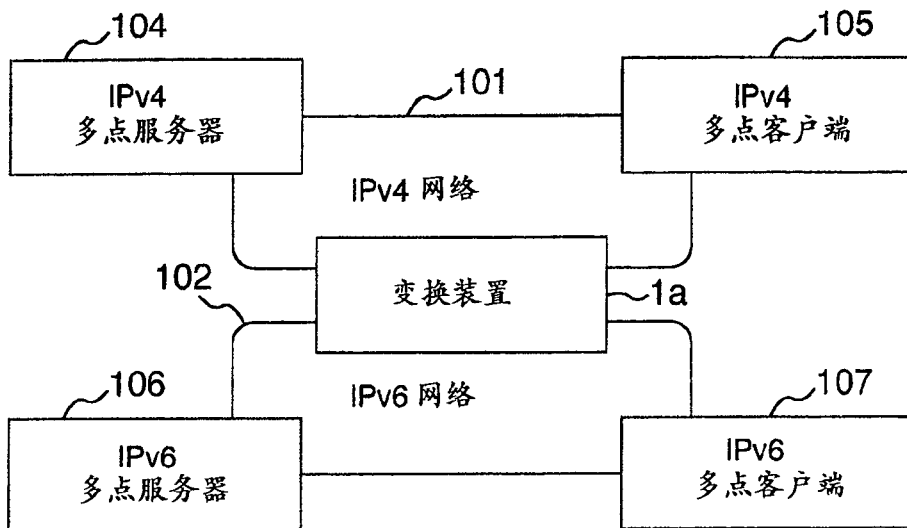 104
105
IPv4
多点服务器
101
IPv4
多点客户端
IPv4 网络
变换装置
1a
102
IPv6 网络
106
107
IPv6
多点服务器
IPv6
多点客户端